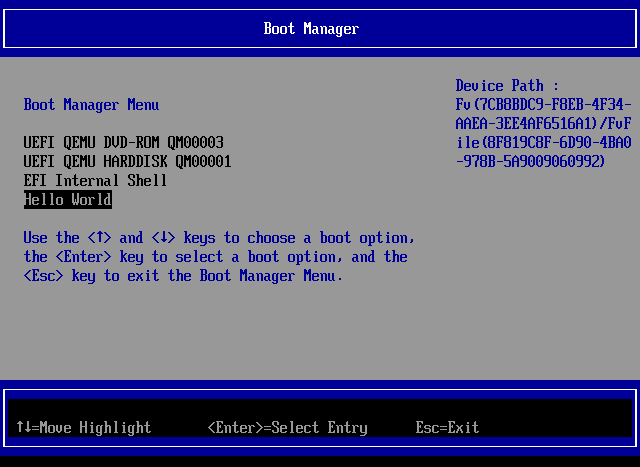 Boot Manager
Device Path :
Boot Manager Menu
Fv(7CB8BDC9-F8EB-4F34-
AAEA-3EE4AF6516A1)/FvF
ile(8F819C8F-6D90-4BA0
-978B-5A9009060992)
UEFI QEMU DVD-ROM QM00003
UEFI QEMU HARDDISK QM00001
EFI Internal Shell
Hello World
Use the <↑> and <↓> keys to choose a boot option,
the <Enter> key to select a boot option, and the
<Esc> key to exit the Boot Manager Menu.
↑↓=Move Highlight <Enter>=Select Entry Esc=Exit